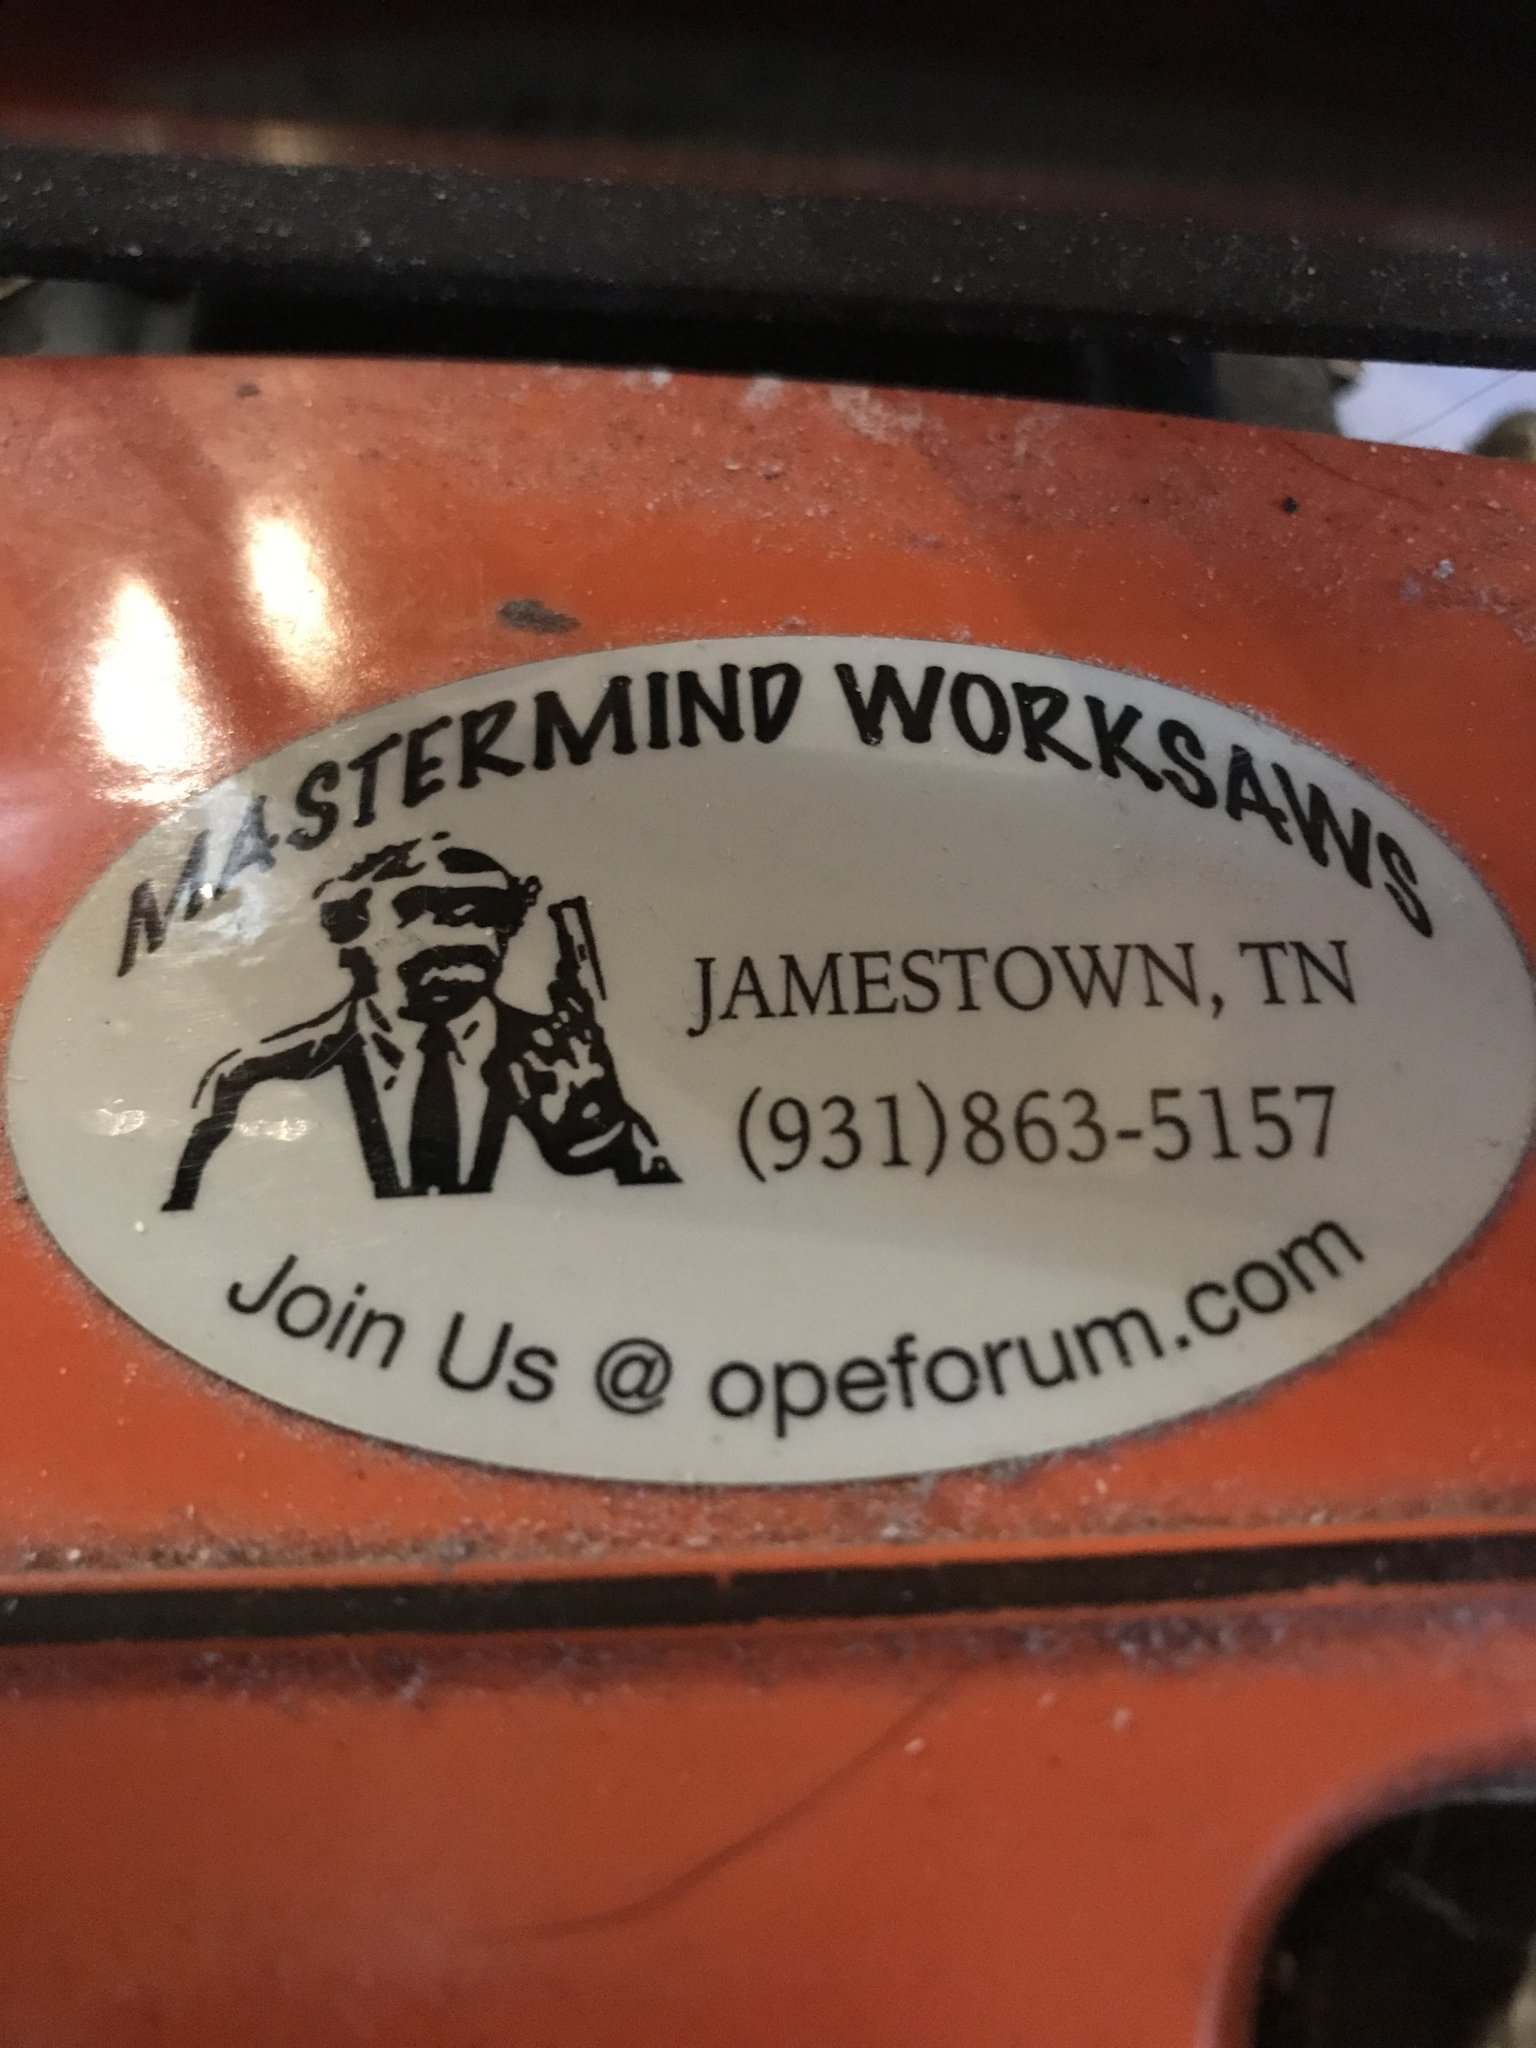 MASTERMIND WORKSAWS
JAMESTOWN, TN
(931)863-5157
Join Us @ opeforum.com